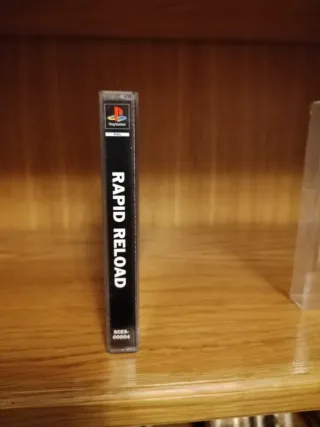 PlayStation
PAL
RAPID RELOAD
SCES-
00004